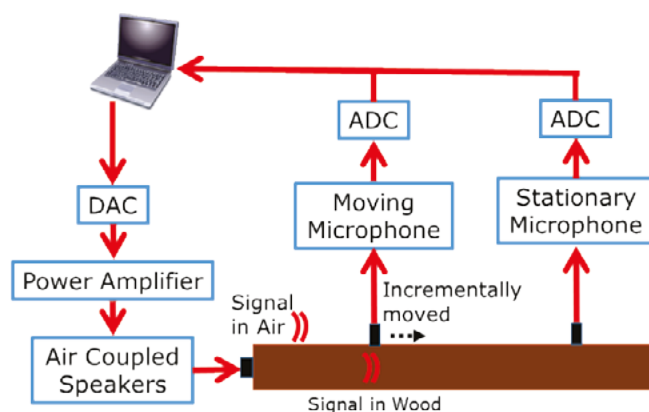 ADC
ADC
DAC
Moving
Microphone
Stationary
Microphone
Power Amplifier
Signal
in Air
Incrementally
moved
Air Coupled
Speakers
Signal in Wood